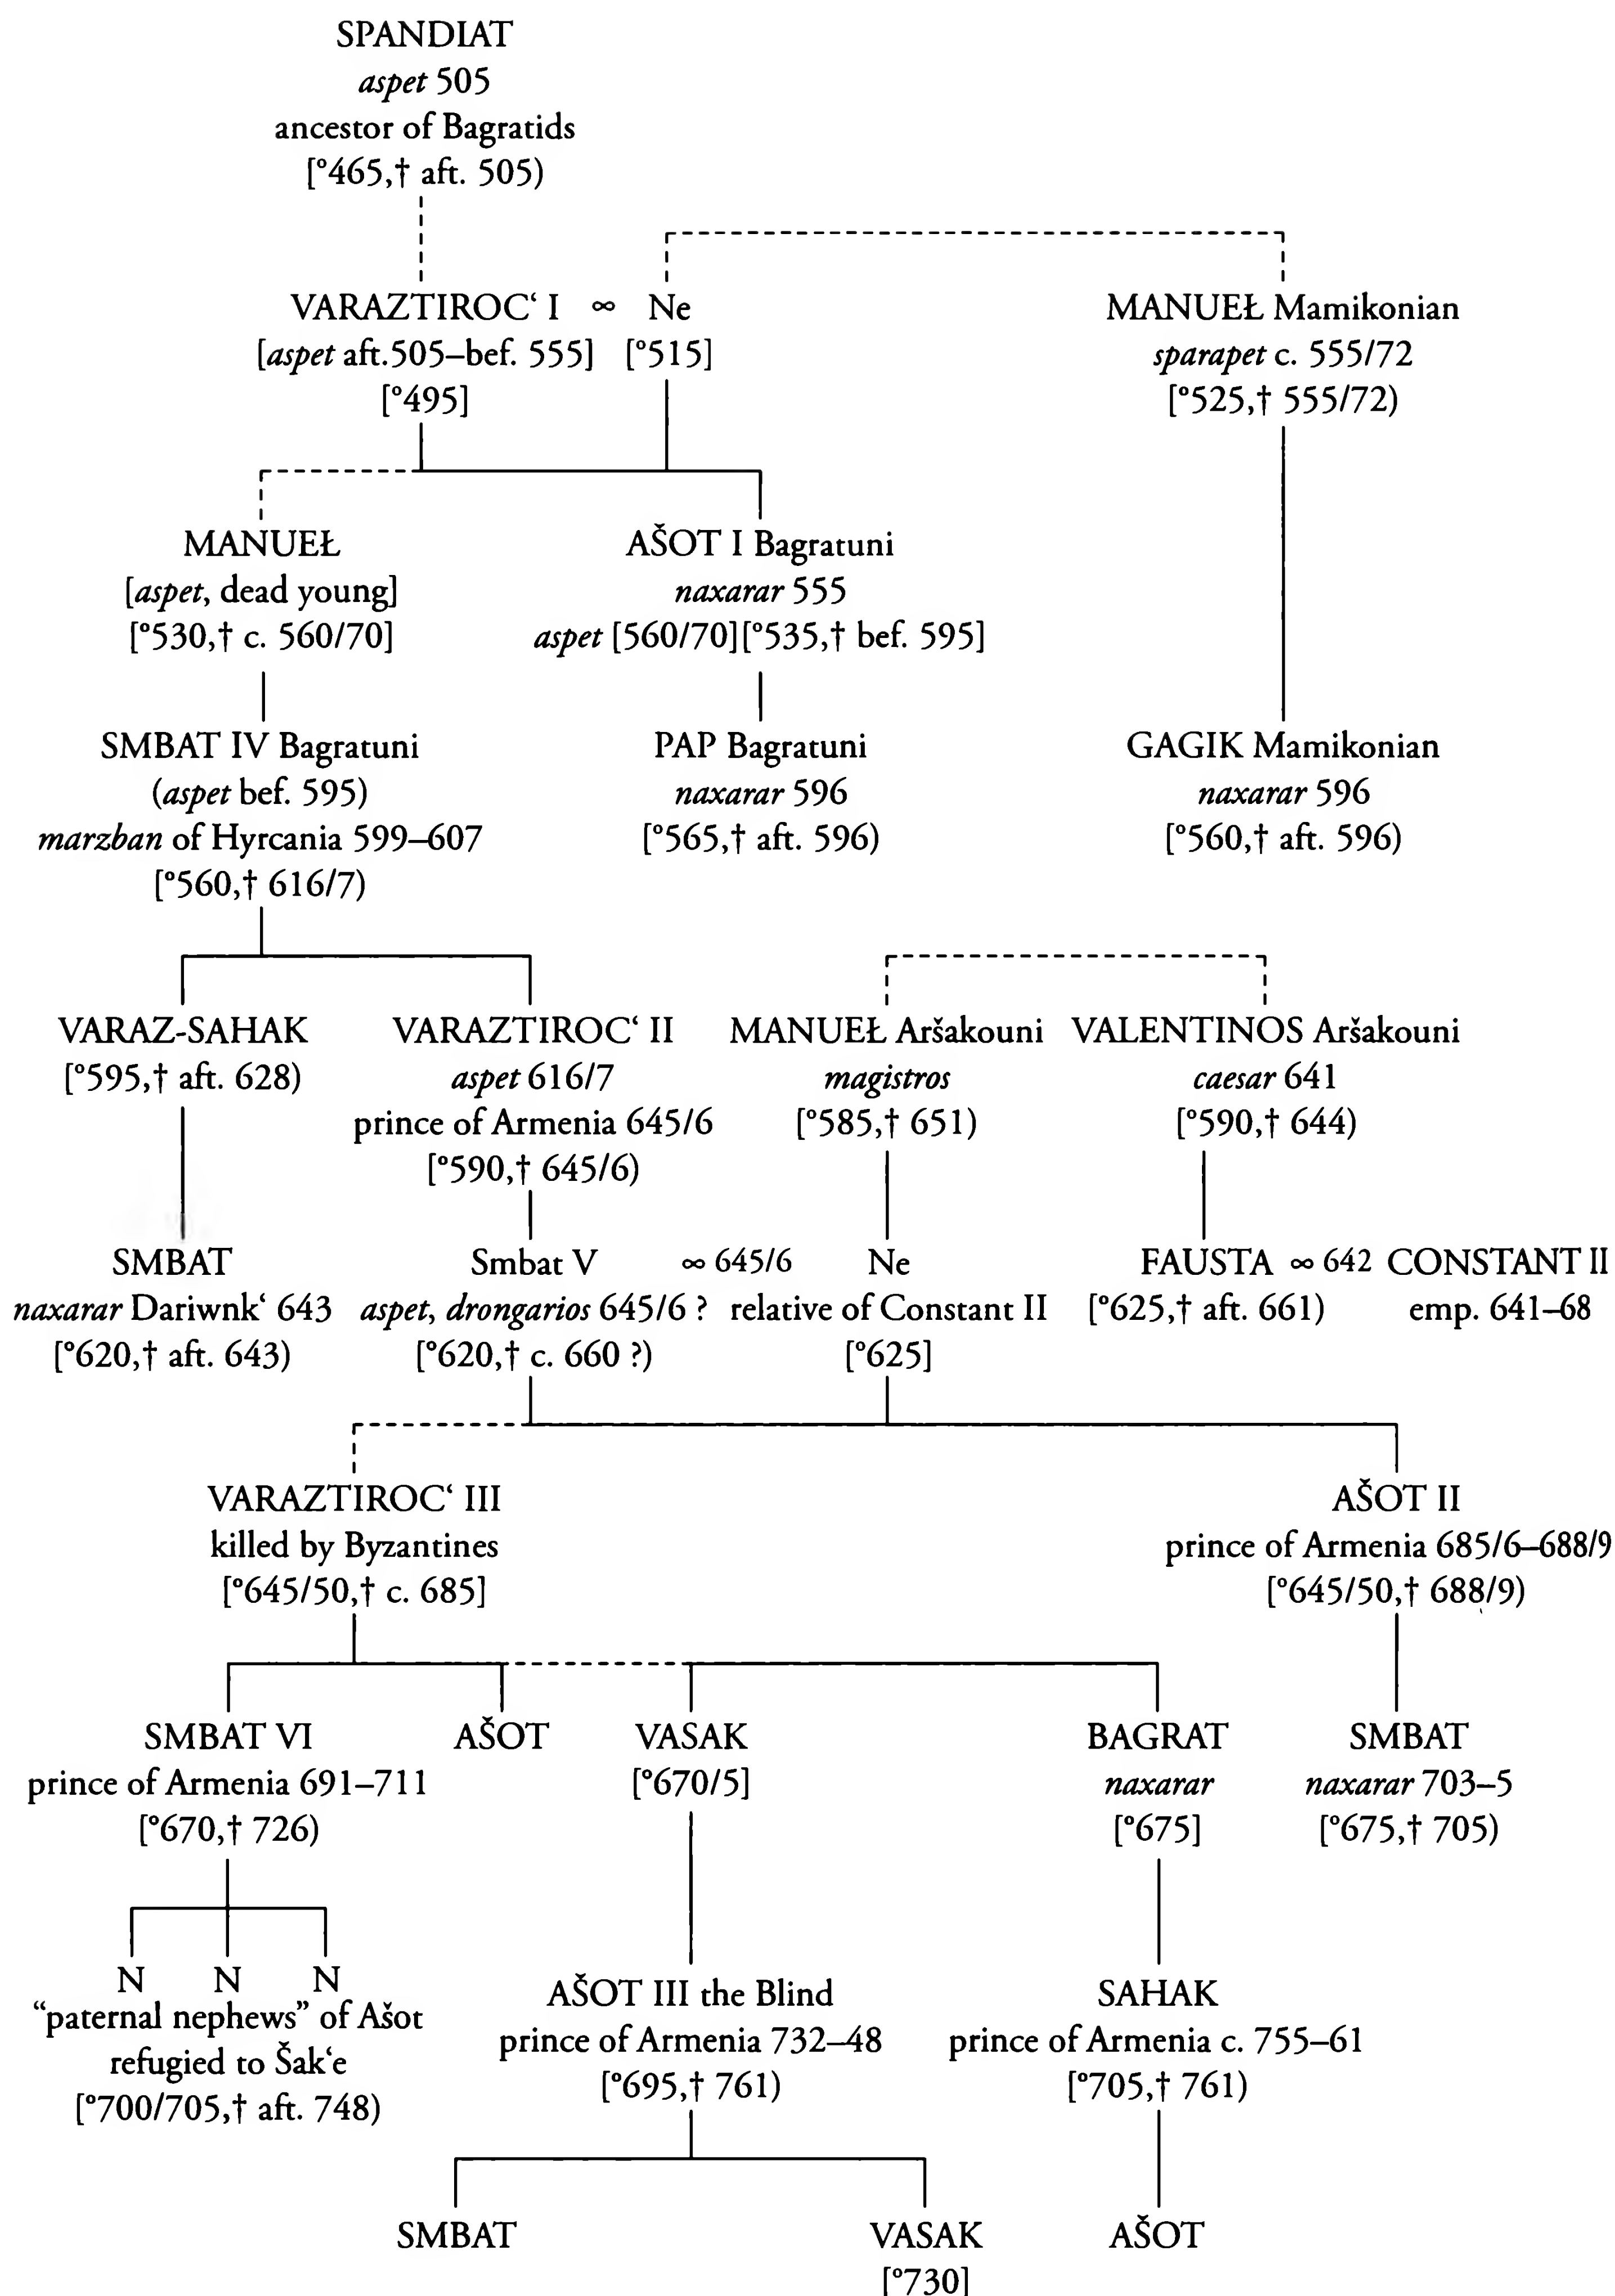 SPANDIAT
aspet 505
ancestor of Bagratids
[°465,† aft. 505)
VARAZTIROC‘ I ∞ Ne
[aspet aft.505–bef. 555] [°515]
[°495]
MANUEŁ Mamikonian
sparapet c. 555/72
[°525,† 555/72)
MANUEŁ
[aspet, dead young]
[°530,† c. 560/70]
AŠOT I Bagratuni
naxarar 555
aspet [560/70][°535,† bef. 595]
SMBAT IV Bagratuni
(aspet bef. 595)
marzban of Hyrcania 599–607
[°560,† 616/7)
PAP Bagratuni
naxarar 596
[°565,† aft. 596)
GAGIK Mamikonian
naxarar 596
[°560,† aft. 596)
VARAZ-SAHAK
[°595,† aft. 628)
VARAZTIROC‘ II
aspet 616/7
prince of Armenia 645/6
[°590,† 645/6)
MANUEŁ Aršakouni
magistros
[°585,† 651)
VALENTINOS Aršakouni
caesar 641
[°590,† 644)
SMBAT
naxarar Dariwnk‘ 643
[°620,† aft. 643)
Smbat V ∞ 645/6 Ne
aspet, drongarios 645/6 ? relative of Constant II
[°620,† c. 660 ?) [°625]
FAUSTA ∞ 642 CONSTANT II
[°625,† aft. 661) emp. 641–68
VARAZTIROC‘ III
killed by Byzantines
[°645/50,† c. 685]
AŠOT II
prince of Armenia 685/6–688/9
[°645/50,† 688/9)
SMBAT VI
prince of Armenia 691–711
[°670,† 726)
AŠOT
VASAK
[°670/5]
BAGRAT
naxarar
[°675]
SMBAT
naxarar 703–5
[°675,† 705)
N N N
“paternal nephews” of Ašot
refugied to Šak‘e
[°700/705,† aft. 748)
AŠOT III the Blind
prince of Armenia 732–48
[°695,† 761)
SAHAK
prince of Armenia c. 755–61
[°705,† 761)
SMBAT
VASAK
[°730]
AŠOT